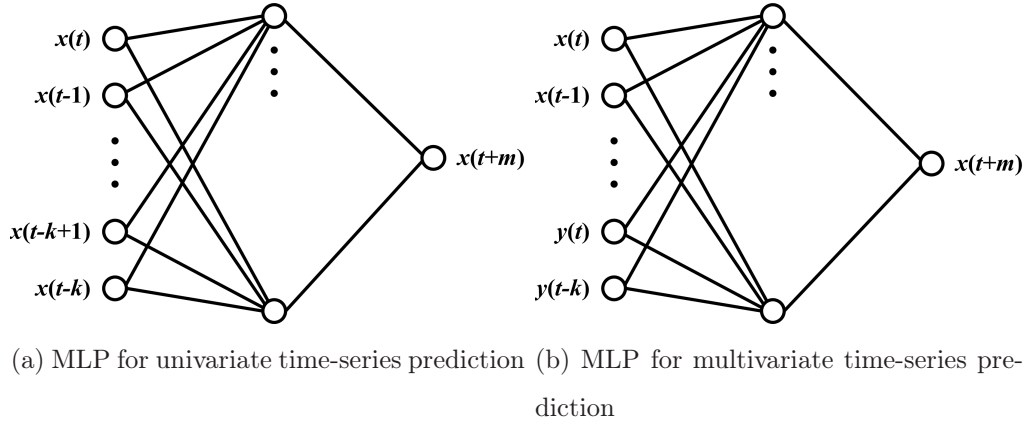 x(t)
x(t-1)
x(t-k+1)
x(t-k)
x(t+m)
(a) MLP for univariate time-series prediction
x(t)
x(t-1)
y(t)
y(t-k)
x(t+m)
(b) MLP for multivariate time-series pre-
diction